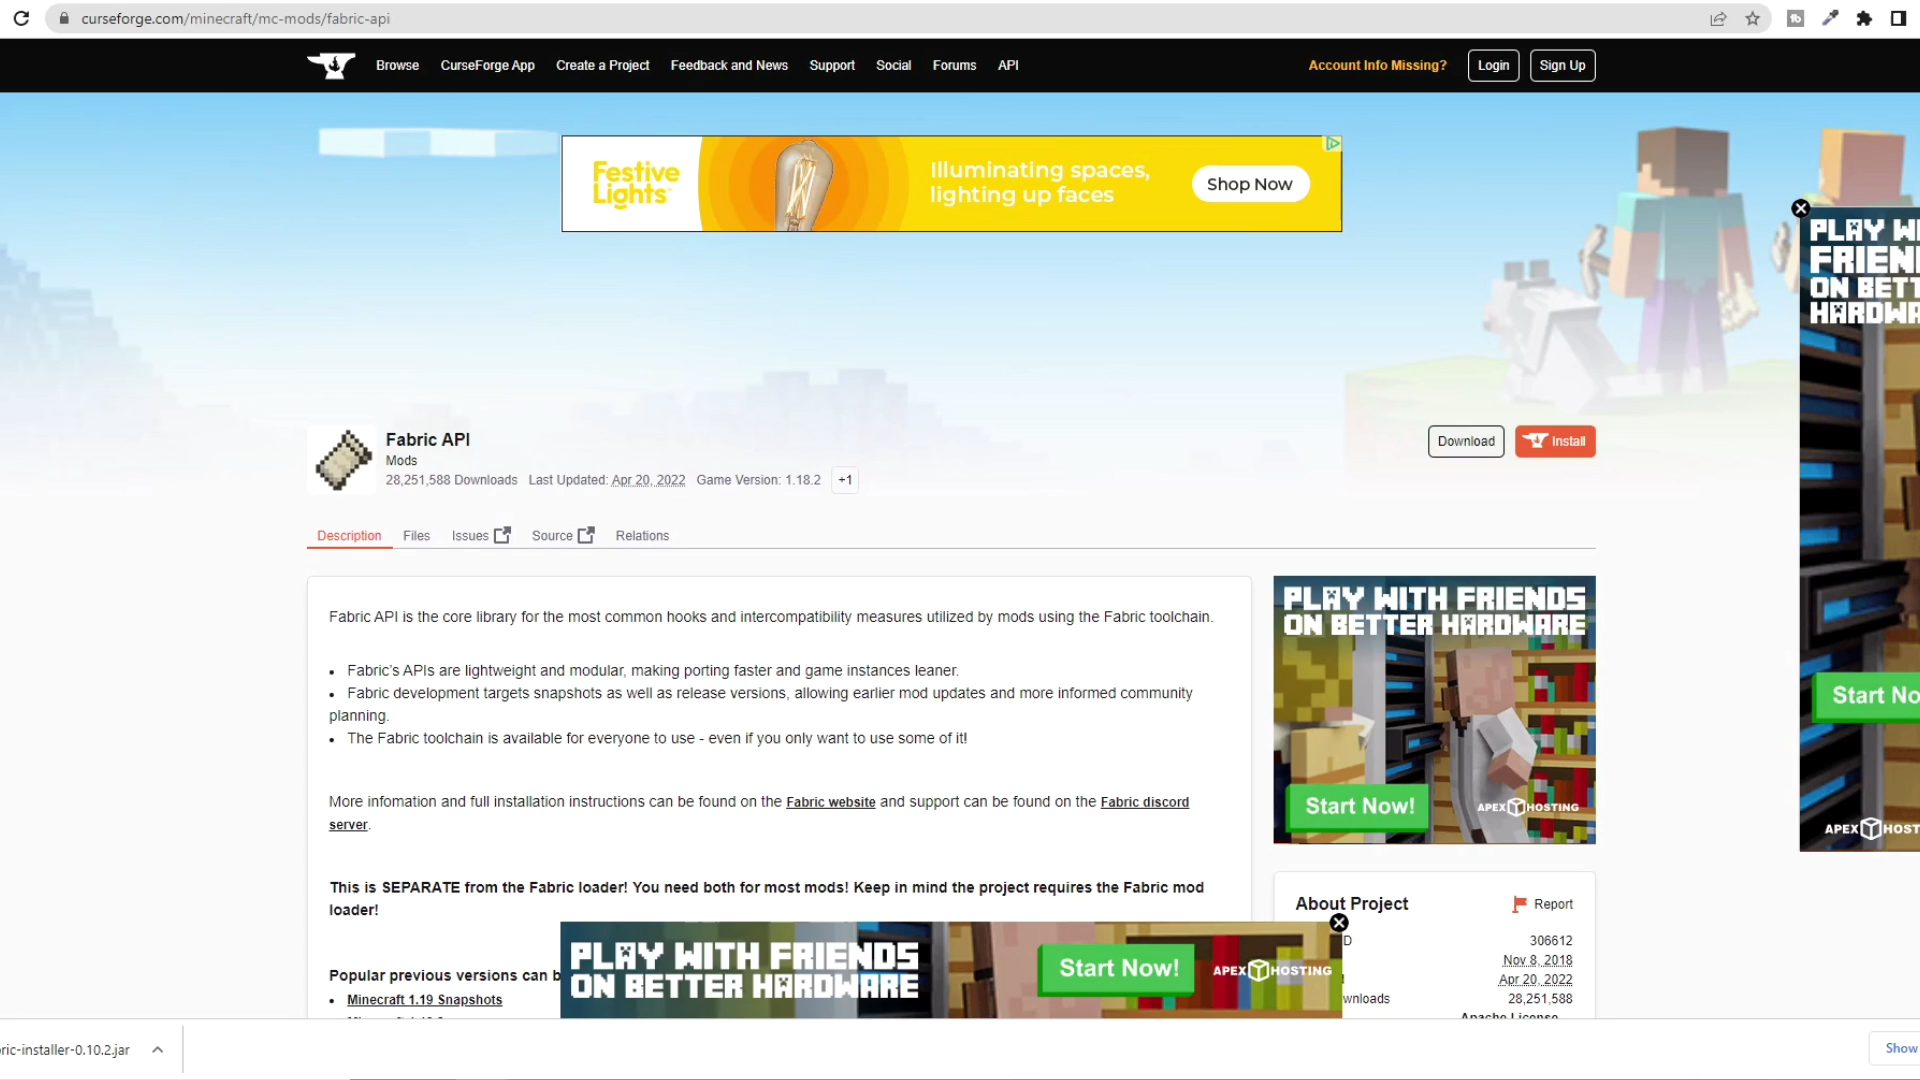 curseforge.com/minecraft/mc-mods/fabric-api
Browse CurseForge App Create a Project Feedback and News Support Social Forums API Account Info Missing? Login Sign Up
Festive
Lights
Illuminating spaces,
lighting up faces
Shop Now
PLAY
FRIEN
ON BETT
HARDWA
Fabric API
Mods
28,251,588 Downloads Last Updated: Apr 20, 2022 Game Version: 1.18.2 +1
Download Install
Description Files Issues Source Relations
Fabric API is the core library for the most common hooks and intercompatibility measures utilized by mods using the Fabric toolchain.
• Fabric's APIs are lightweight and modular, making porting faster and game instances leaner.
• Fabric development targets snapshots as well as release versions, allowing earlier mod updates and more informed community
planning.
• The Fabric toolchain is available for everyone to use - even if you only want to use some of it!
More infomation and full installation instructions can be found on the Fabric website and support can be found on the Fabric discord
server.
This is SEPARATE from the Fabric loader! You need both for most mods! Keep in mind the project requires the Fabric mod
loader!
Popular previous versions can b
• Minecraft 1.19 Snapshots
PLAY WITH FRIENDS
ON BETTER HARDWARE
Start Now!
APEX HOSTING
PLAY WITH FRIENDS
ON BETTER HARDWARE
Start Now!
APEX HOSTING
Start No
APEX HOST
About Project Report
D 306612
Nov 8, 2018
Apr 20, 2022
wnloads 28,251,588
Apache License
ric-installer-0.10.2.jar
Show